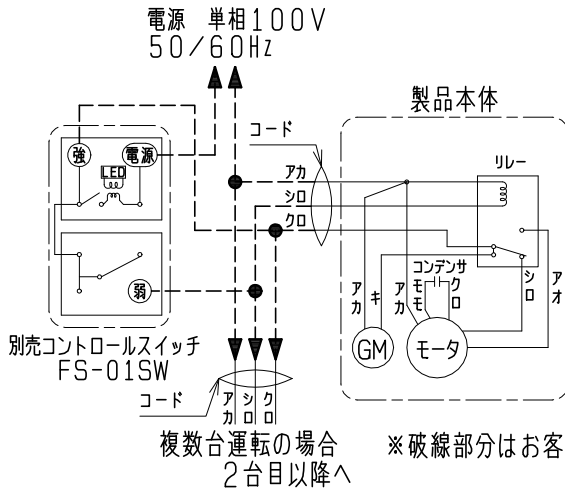 電源 単相100V
50/60Hz
製品本体
コード
強
電源
LED
アカ
シロ
クロ
リレー
弱
コンデンサ
アカ
キ
アカ
モモ
クロ
シロ
アオ
GM
モータ
別売コントロールスイッチ
FS-01SW
コード
アカ
シロ
クロ
複数台運転の場合
2台目以降へ
※破線部分はお客